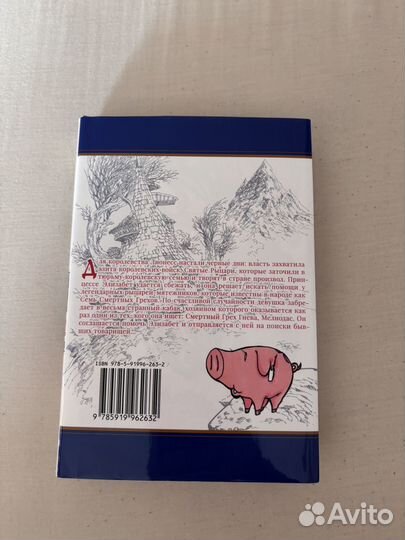 Для королевства Лионесс настали черные дни: власть захватила
элита королевских войск, Святые Рыцари, которые заточили в
тюрьму королевскую семью и творят в стране произвол. Прин-
цессе Элизабет удается сбежать, и она решает искать помощи у
легендарных рыцарей-мятежников, которые известны в народе как
Семь Смертных Грехов. По счастливой случайности девушка забре-
дает в весьма странный кабак, хозяином которого оказывается как
раз один из тех, кого она ищет: Смертный Грех Гнева, Мелиодас. Он
соглашается помочь Элизабет и отправляется с ней на поиски быв-
ших товарищей.
ISBN 978-5-91996-263-2
9 785919 962632
Avito